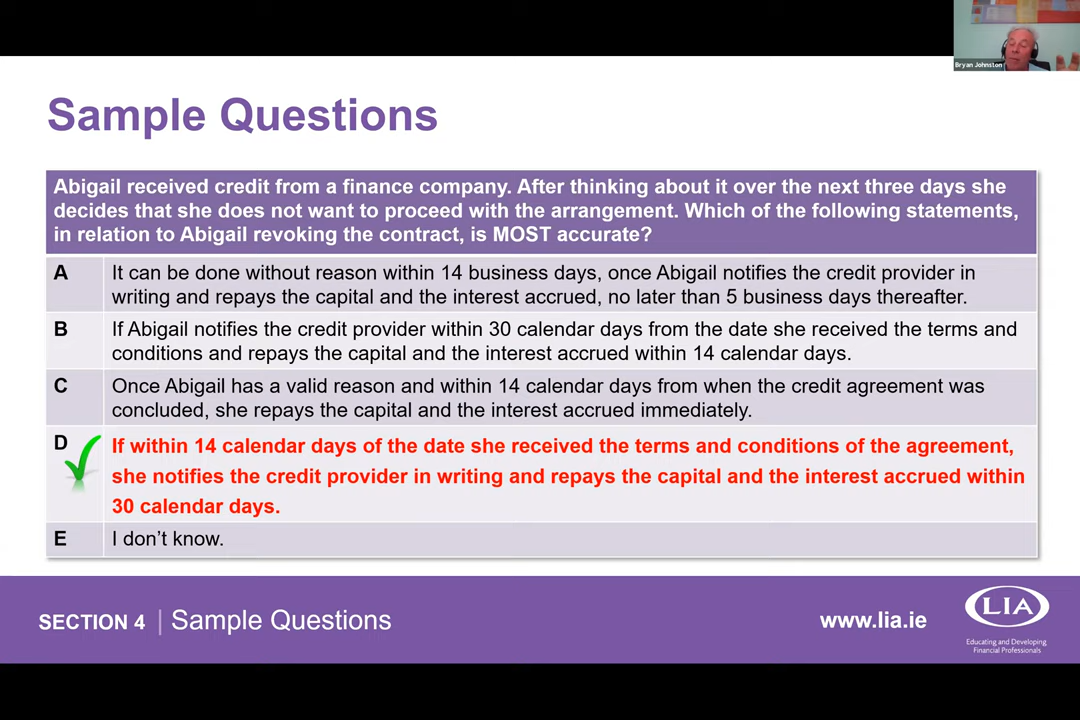 Bryan Johnston
Sample Questions
Abigail received credit from a finance company. After thinking about it over the next three days she
decides that she does not want to proceed with the arrangement. Which of the following statements,
in relation to Abigail revoking the contract, is MOST accurate?
A
It can be done without reason within 14 business days, once Abigail notifies the credit provider in
writing and repays the capital and the interest accrued, no later than 5 business days thereafter.
B
If Abigail notifies the credit provider within 30 calendar days from the date she received the terms and
conditions and repays the capital and the interest accrued within 14 calendar days.
C
Once Abigail has a valid reason and within 14 calendar days from when the credit agreement was
concluded, she repays the capital and the interest accrued immediately.
D
If within 14 calendar days of the date she received the terms and conditions of the agreement,
she notifies the credit provider in writing and repays the capital and the interest accrued within
30 calendar days.
E
I don’t know.
SECTION 4 | Sample Questions
www.lia.ie
LIA
Educating and Developing
Financial Professionals